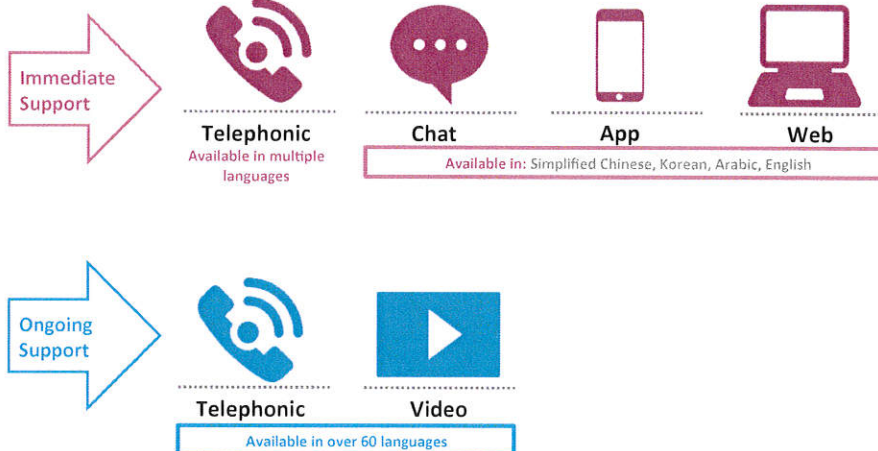 Immediate
Support
Telephonic
Chat
App
Web
Available in multiple
languages
Available in: Simplified Chinese, Korean, Arabic, English
Ongoing
Support
Telephonic
Video
Available in over 60 languages